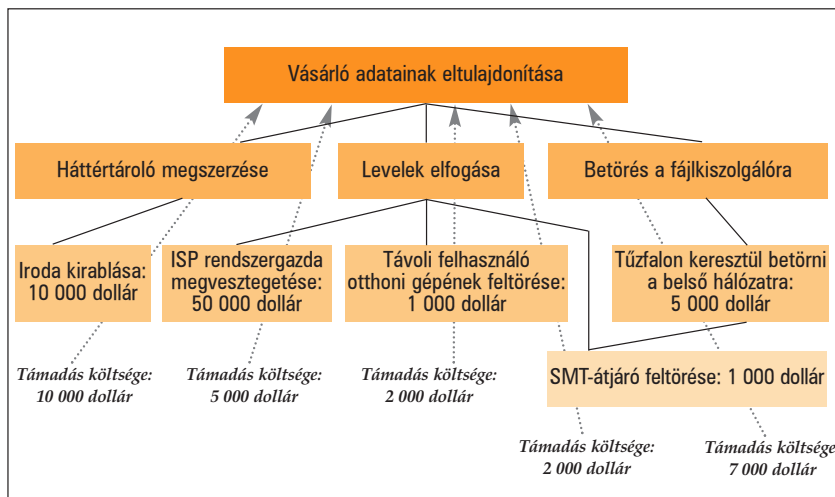 Vásárló adatainak eltulajdonítása
Háttértároló megszerzése
Levelek elfogása
Betörés a fájlkiszolgálóra
Iroda kirablása:
10 000 dollár
ISP rendszergazda
megvesztegetése:
50 000 dollár
Távoli felhasználó
otthoni gépének feltörése:
1 000 dollár
Tűzfalon keresztül betörni
a belső hálózatra:
5 000 dollár
SMT-átjáró feltörése: 1 000 dollár
Támadás költsége:
10 000 dollár
Támadás költsége:
5 000 dollár
Támadás költsége:
2 000 dollár
Támadás költsége:
2 000 dollár
Támadás költsége:
7 000 dollár